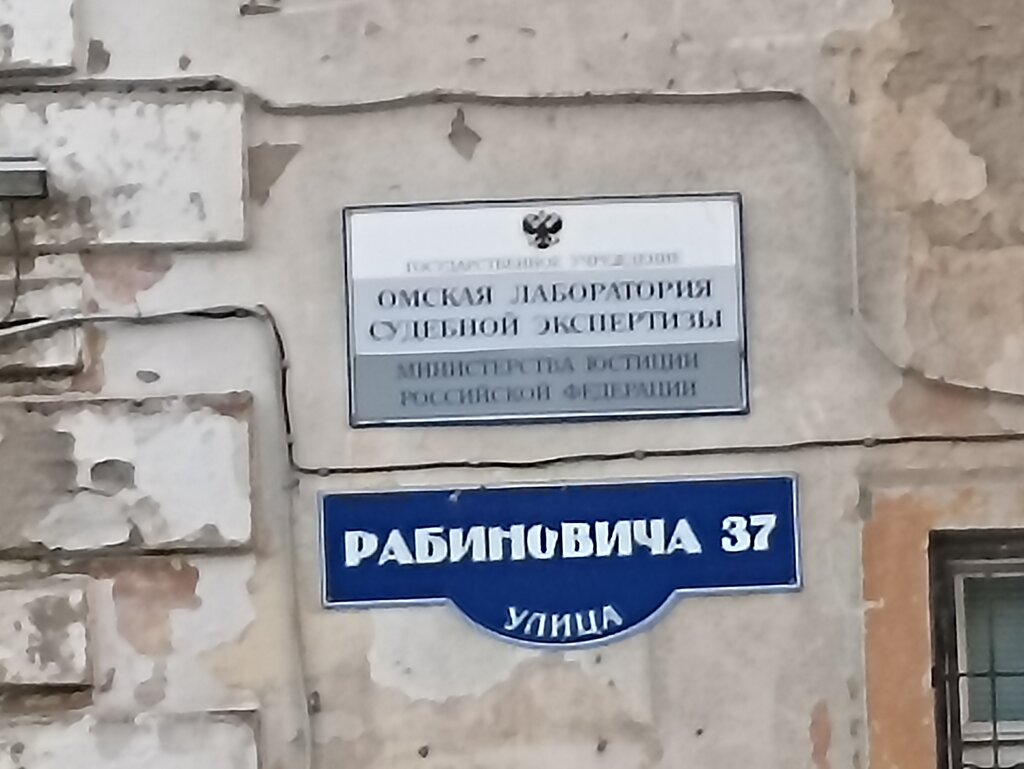 ГОСУДАРСТВЕННОЕ УЧРЕЖДЕНИЕ
ОМСКАЯ ЛАБОРАТОРИЯ
СУДЕБНОЙ ЭКСПЕРТИЗЫ
МИНИСТЕРСТВА ЮСТИЦИИ
РОССИЙСКОЙ ФЕДЕРАЦИИ
РАБИНОВИЧА 37
УЛИЦА